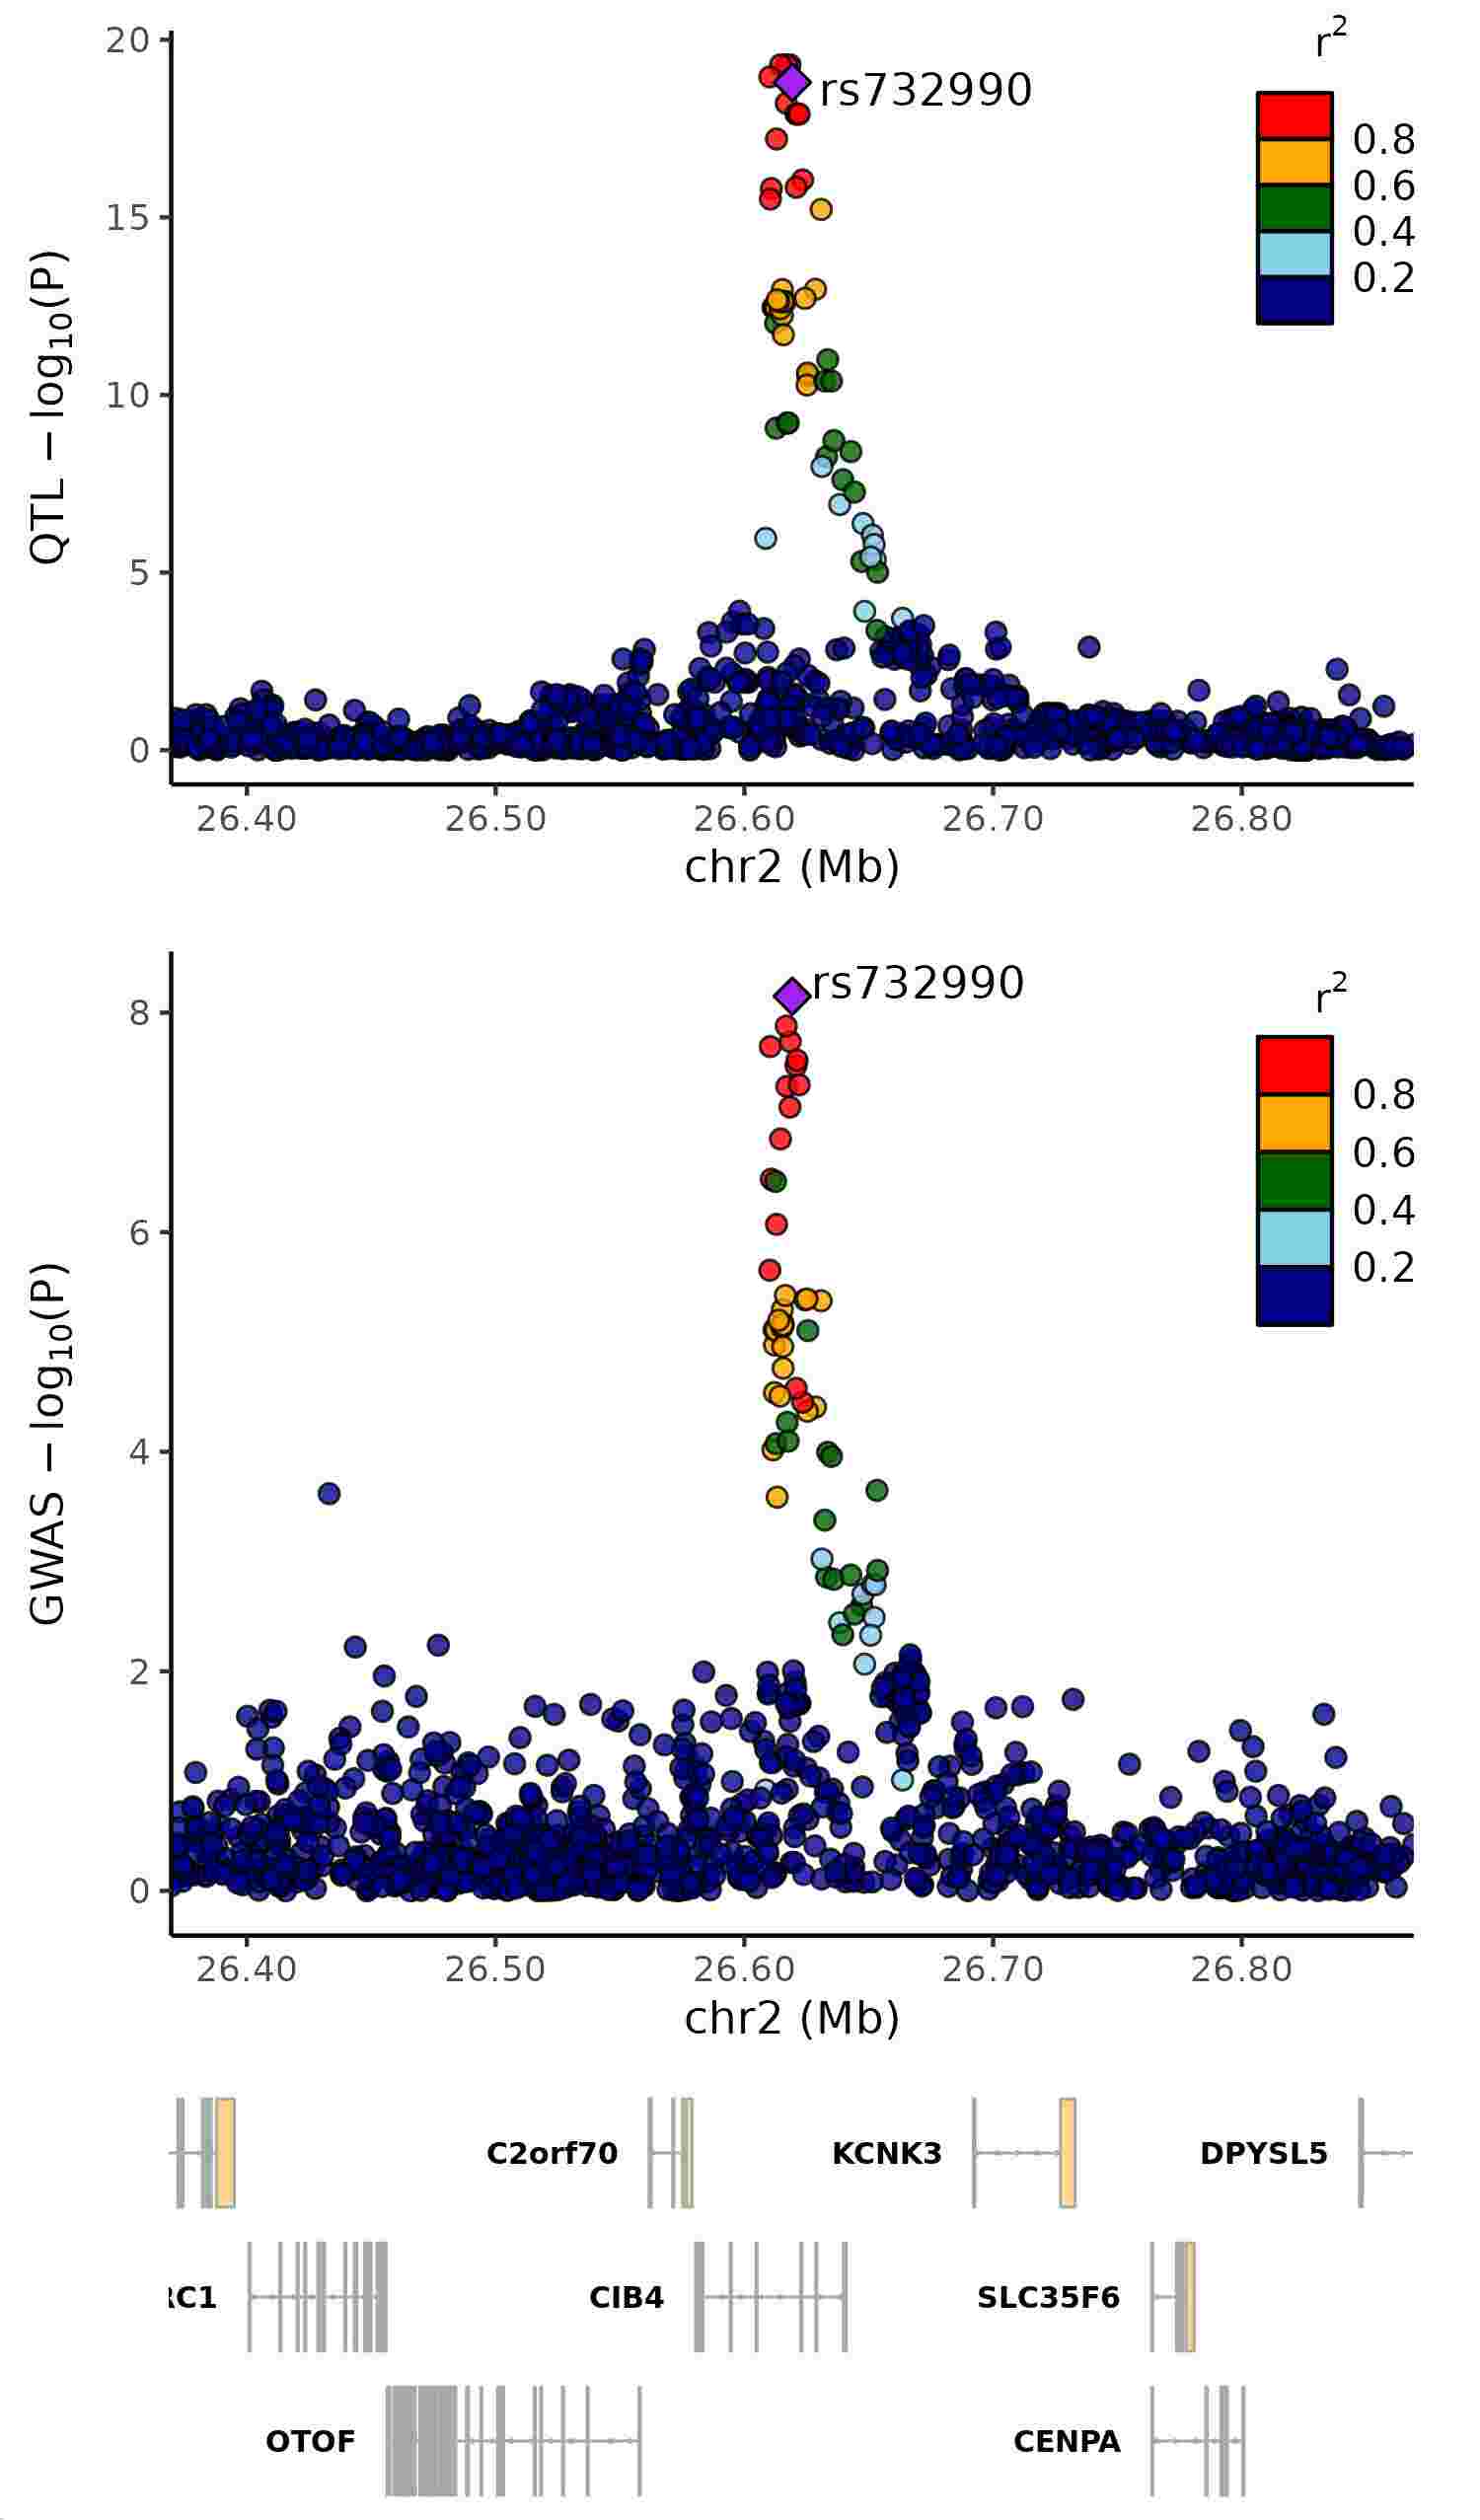 r²
20
rs732990
0.8
0.6
15
0.4
0.2
10
5
0
QTL −log₁₀(P)
26.40 26.50 26.60 26.70 26.80
chr2 (Mb)
rs732990
r²
8
0.8
0.6
0.4
6
0.2
4
2
0
GWAS −log₁₀(P)
26.40 26.50 26.60 26.70 26.80
chr2 (Mb)
C2orf70 KCNK3 DPYSL5
RC1 CIB4 SLC35F6
OTOF CENPA